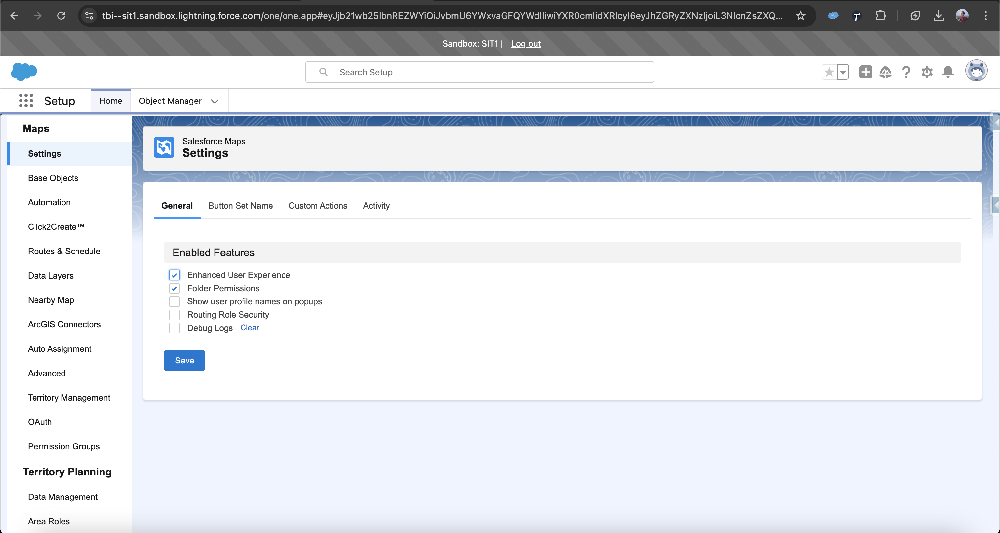 tbi--sit1.sandbox.lightning.force.com/one/one.app#eyJjb21wb25lbnREZWYiOiJvbmU6YWxvaGFQYWdlIiwiYXR0cmlidXRlcyI6eyJhZGRyZXNzIjoiL3NlcnZsZXQ...
Sandbox: SIT1 | Log out
Search Setup
Setup
Home
Object Manager
Maps
Settings
Base Objects
Automation
Click2Create™
Routes & Schedule
Data Layers
Nearby Map
ArcGIS Connectors
Auto Assignment
Advanced
Territory Management
OAuth
Permission Groups
Territory Planning
Data Management
Area Roles
Salesforce Maps
Settings
General
Button Set Name
Custom Actions
Activity
Enabled Features
Enhanced User Experience
Folder Permissions
Show user profile names on popups
Routing Role Security
Debug Logs Clear
Save